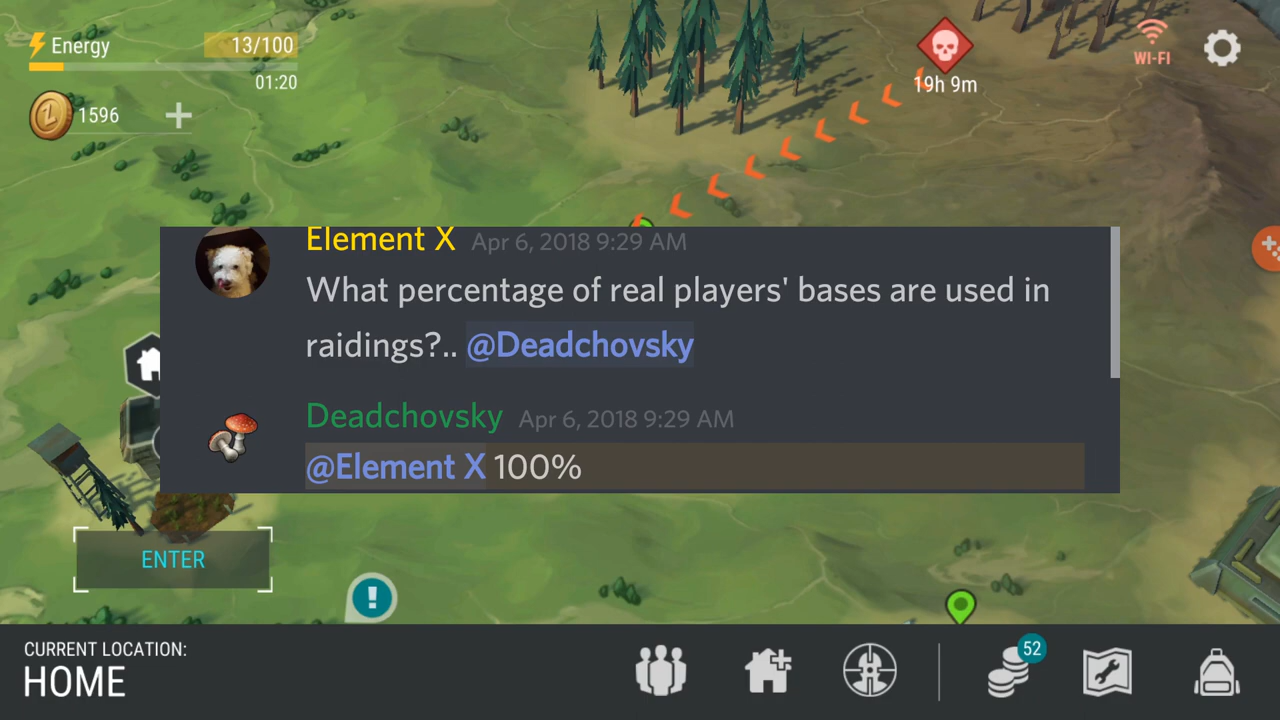 Energy 13/100
01:20
1596
19h 9m
WI-FI
Element X Apr 6, 2018 9:29 AM
What percentage of real players' bases are used in
raidings?.. @Deadchovsky
Deadchovsky Apr 6, 2018 9:29 AM
@Element X 100%
ENTER
CURRENT LOCATION:
HOME
52